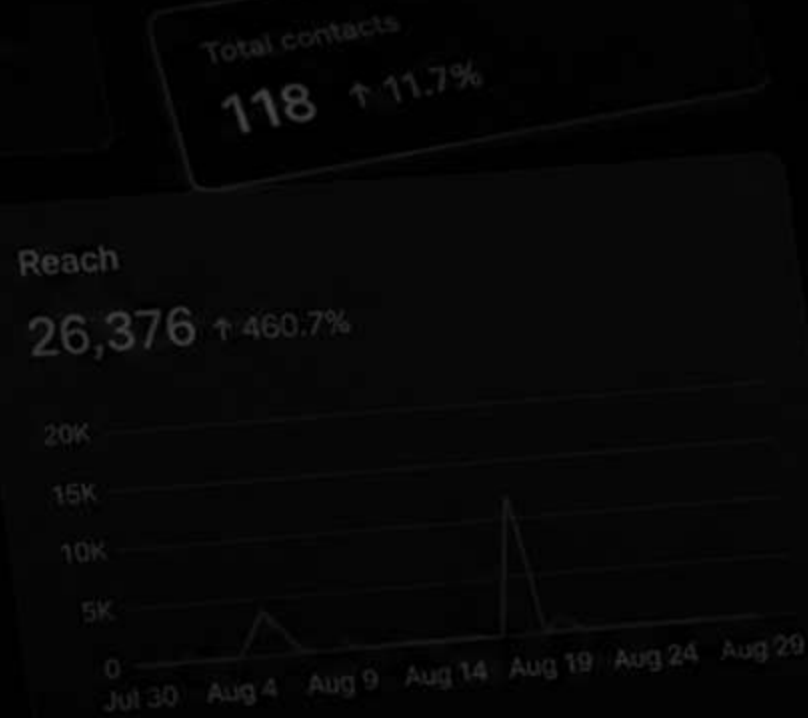 Total contacts
118 ↑ 11.7%
Reach
26,376 ↑ 460.7%
20K
15K
10K
5K
0
Jul 30 Aug 4 Aug 9 Aug 14 Aug 19 Aug 24 Aug 29